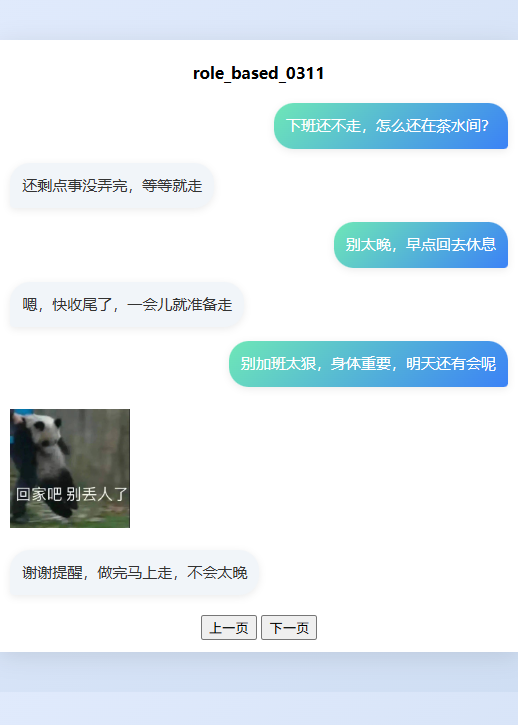 role_based_0311
下班还不走，怎么还在茶水间？
还剩点事没弄完，等等就走
别太晚，早点回去休息
嗯，快收尾了，一会儿就准备走
别加班太狠，身体重要，明天还有会呢
回家吧 别丢人了
谢谢提醒，做完马上走，不会太晚
上一页 下一页